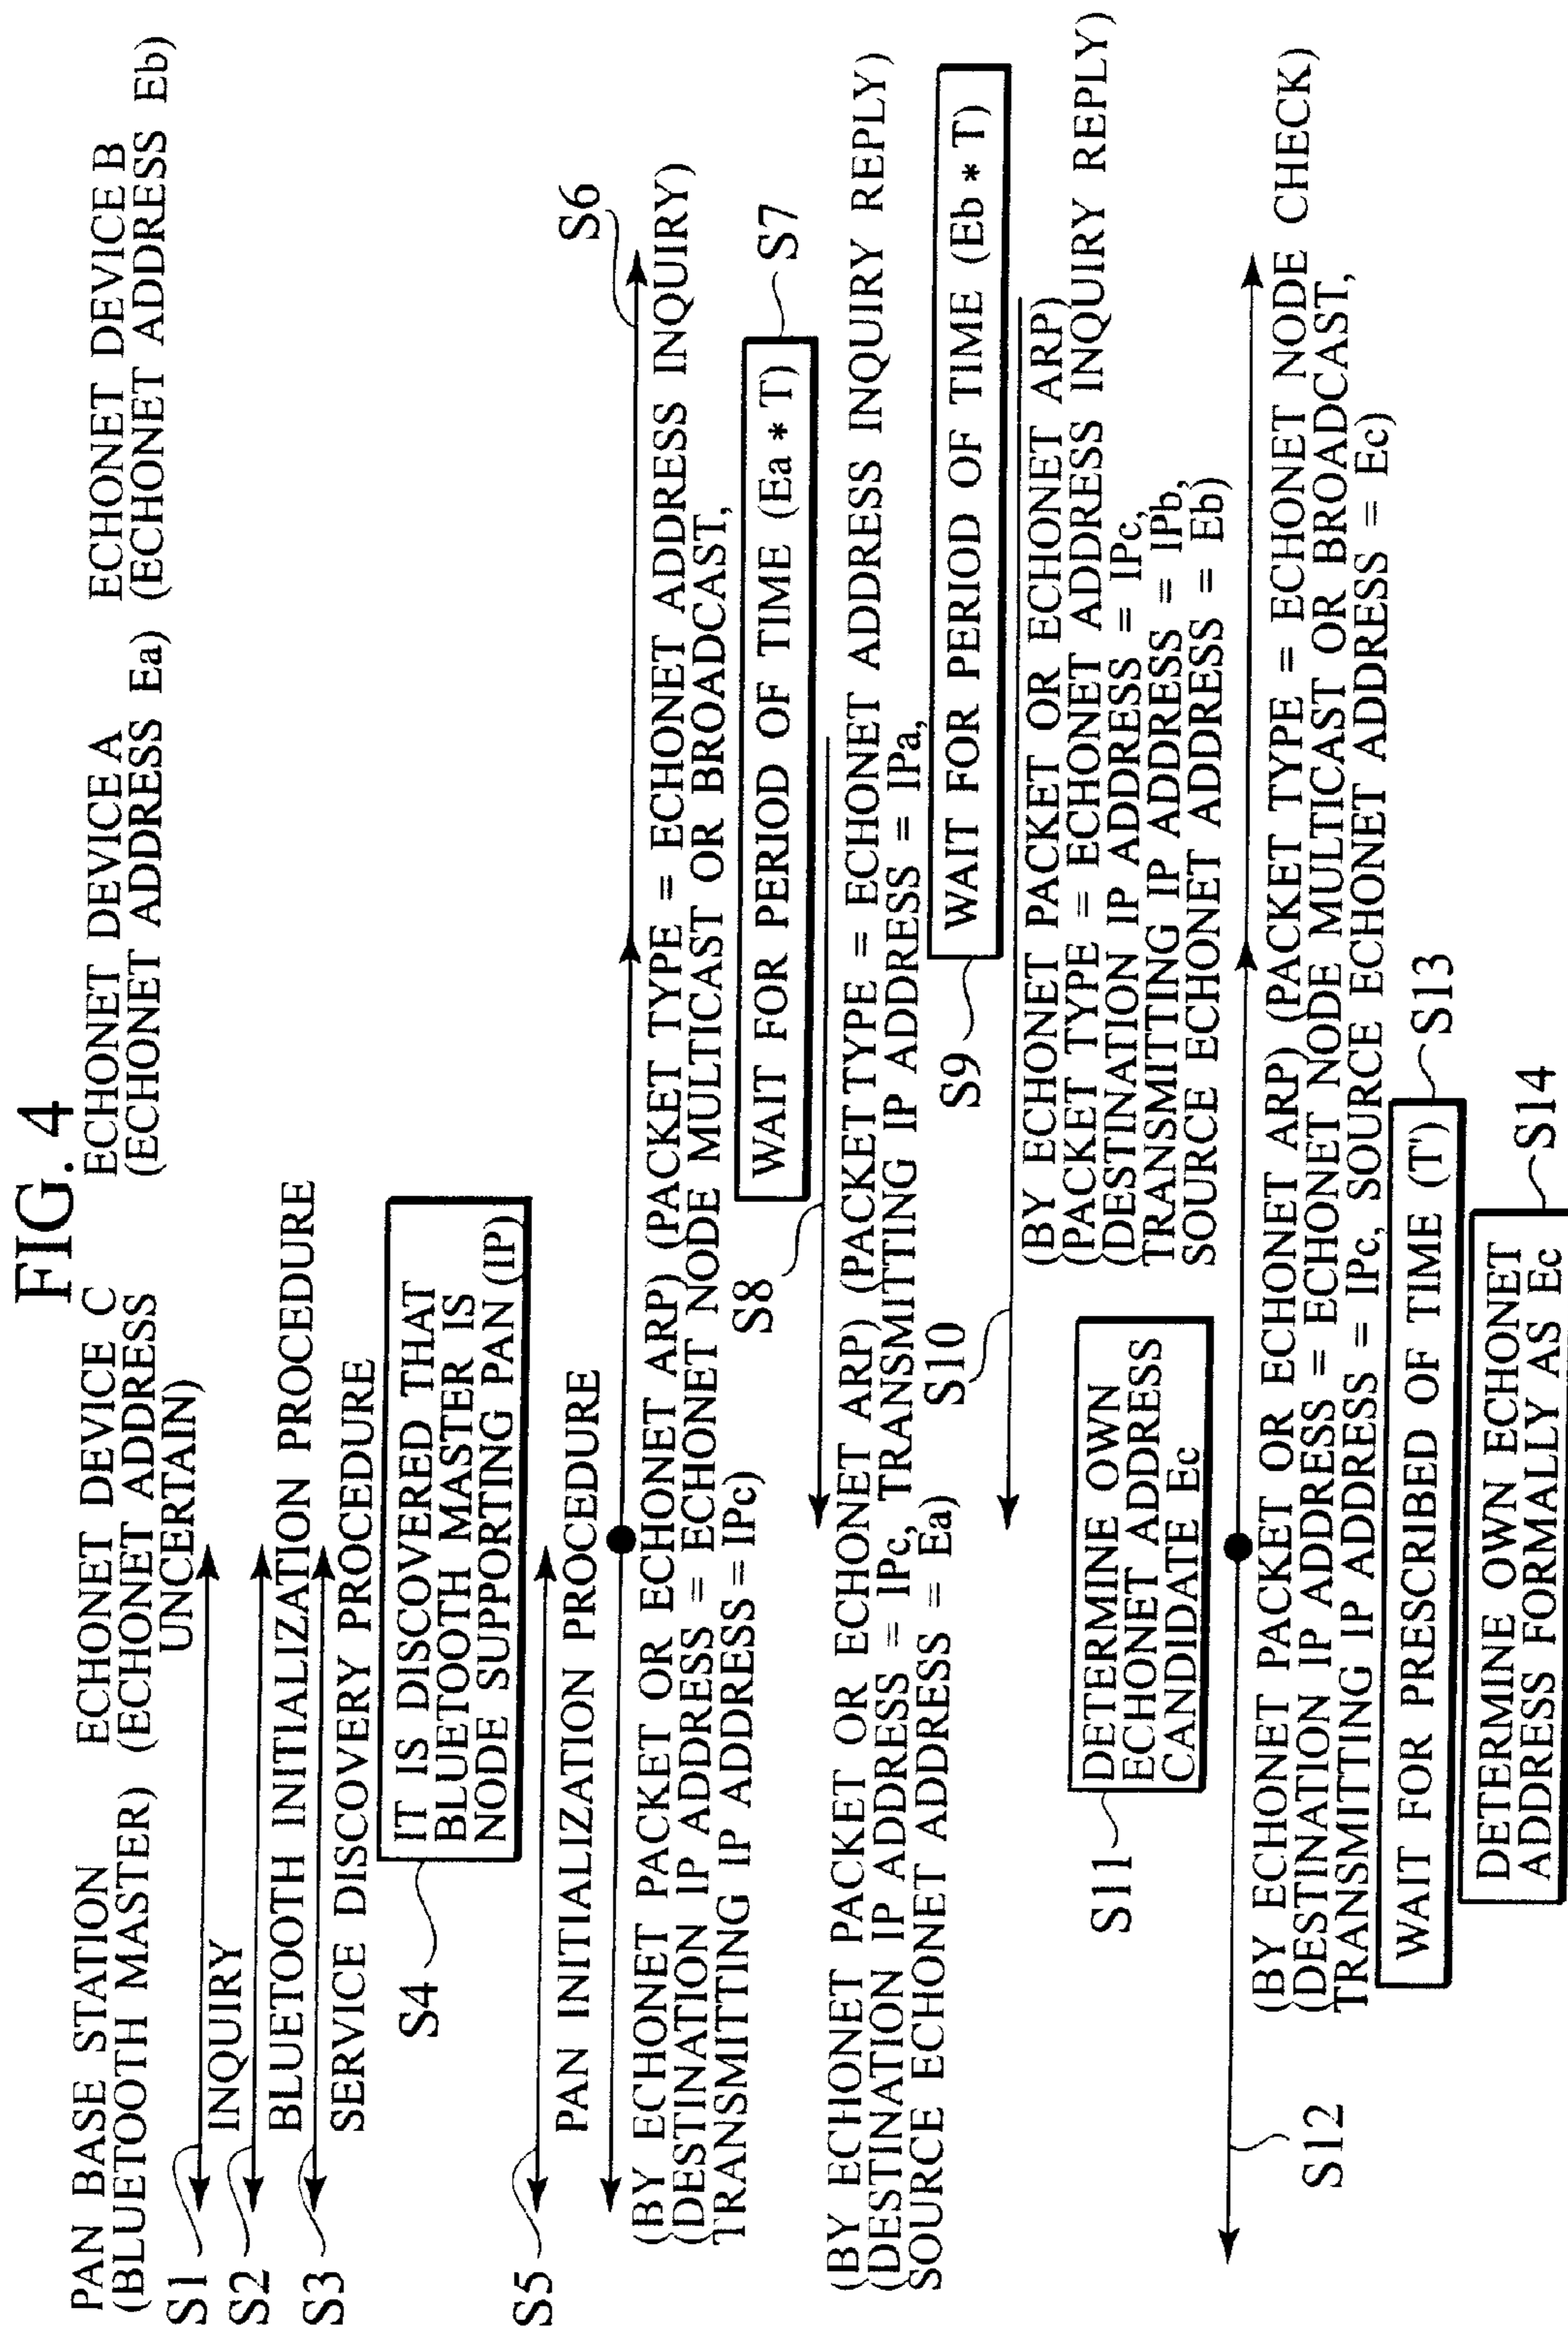 FIG. 4
PAN BASE STATION
(BLUETOOTH MASTER)
ECHONET DEVICE C
(ECHONET ADDRESS
UNCERTAIN)
ECHONET DEVICE A
(ECHONET ADDRESS Ea)
ECHONET DEVICE B
(ECHONET ADDRESS Eb)
S1
INQUIRY
S2
BLUETOOTH INITIALIZATION PROCEDURE
S3
SERVICE DISCOVERY PROCEDURE
S4
IT IS DISCOVERED THAT
BLUETOOTH MASTER IS
NODE SUPPORTING PAN (IP)
S5
PAN INITIALIZATION PROCEDURE
S6
(BY ECHONET PACKET OR ECHONET ARP) (PACKET TYPE = ECHONET ADDRESS INQUIRY)
(DESTINATION IP ADDRESS = ECHONET NODE MULTICAST OR BROADCAST,
TRANSMITTING IP ADDRESS = IPc)
WAIT FOR PERIOD OF TIME (Ea * T)
S7
S8
(BY ECHONET PACKET OR ECHONET ARP) (PACKET TYPE = ECHONET ADDRESS INQUIRY REPLY)
(DESTINATION IP ADDRESS = IPc, TRANSMITTING IP ADDRESS = IPa,
SOURCE ECHONET ADDRESS = Ea)
S9
WAIT FOR PERIOD OF TIME (Eb * T)
S10
(BY ECHONET PACKET OR ECHONET ARP)
(PACKET TYPE = ECHONET ADDRESS INQUIRY REPLY)
(DESTINATION IP ADDRESS = IPc,
TRANSMITTING IP ADDRESS = IPb,
SOURCE ECHONET ADDRESS = Eb)
S11
DETERMINE OWN
ECHONET ADDRESS
CANDIDATE Ec
S12
(BY ECHONET PACKET OR ECHONET ARP) (PACKET TYPE = ECHONET NODE CHECK)
(DESTINATION IP ADDRESS = ECHONET NODE MULTICAST OR BROADCAST,
TRANSMITTING IP ADDRESS = IPc, SOURCE ECHONET ADDRESS = Ec)
WAIT FOR PRESCRIBED OF TIME (T')
S13
DETERMINE OWN ECHONET
ADDRESS FORMALLY AS Ec
S14